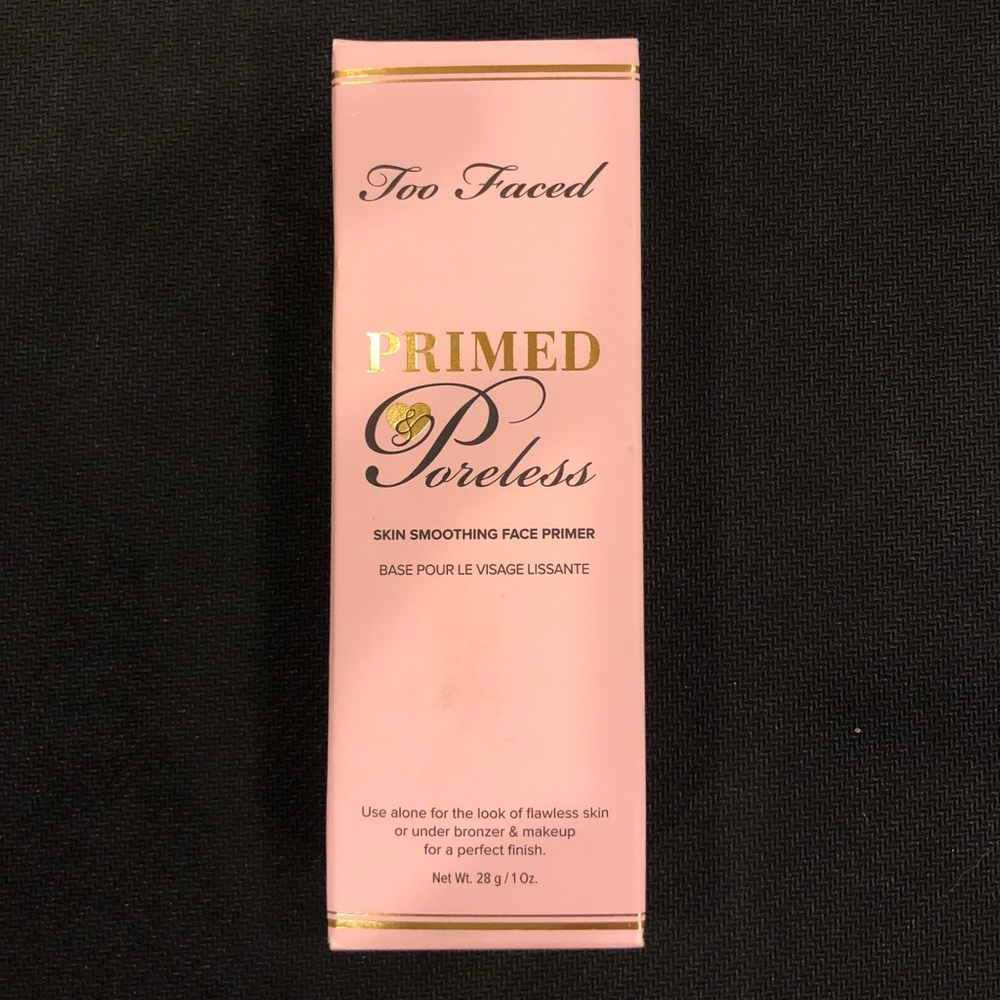 Too Faced
PRIMED
& Poreless
SKIN SMOOTHING FACE PRIMER
BASE POUR LE VISAGE LISSANTE
Use alone for the look of flawless skin
or under bronzer & makeup
for a perfect finish.
Net Wt. 28 g / 1 Oz.